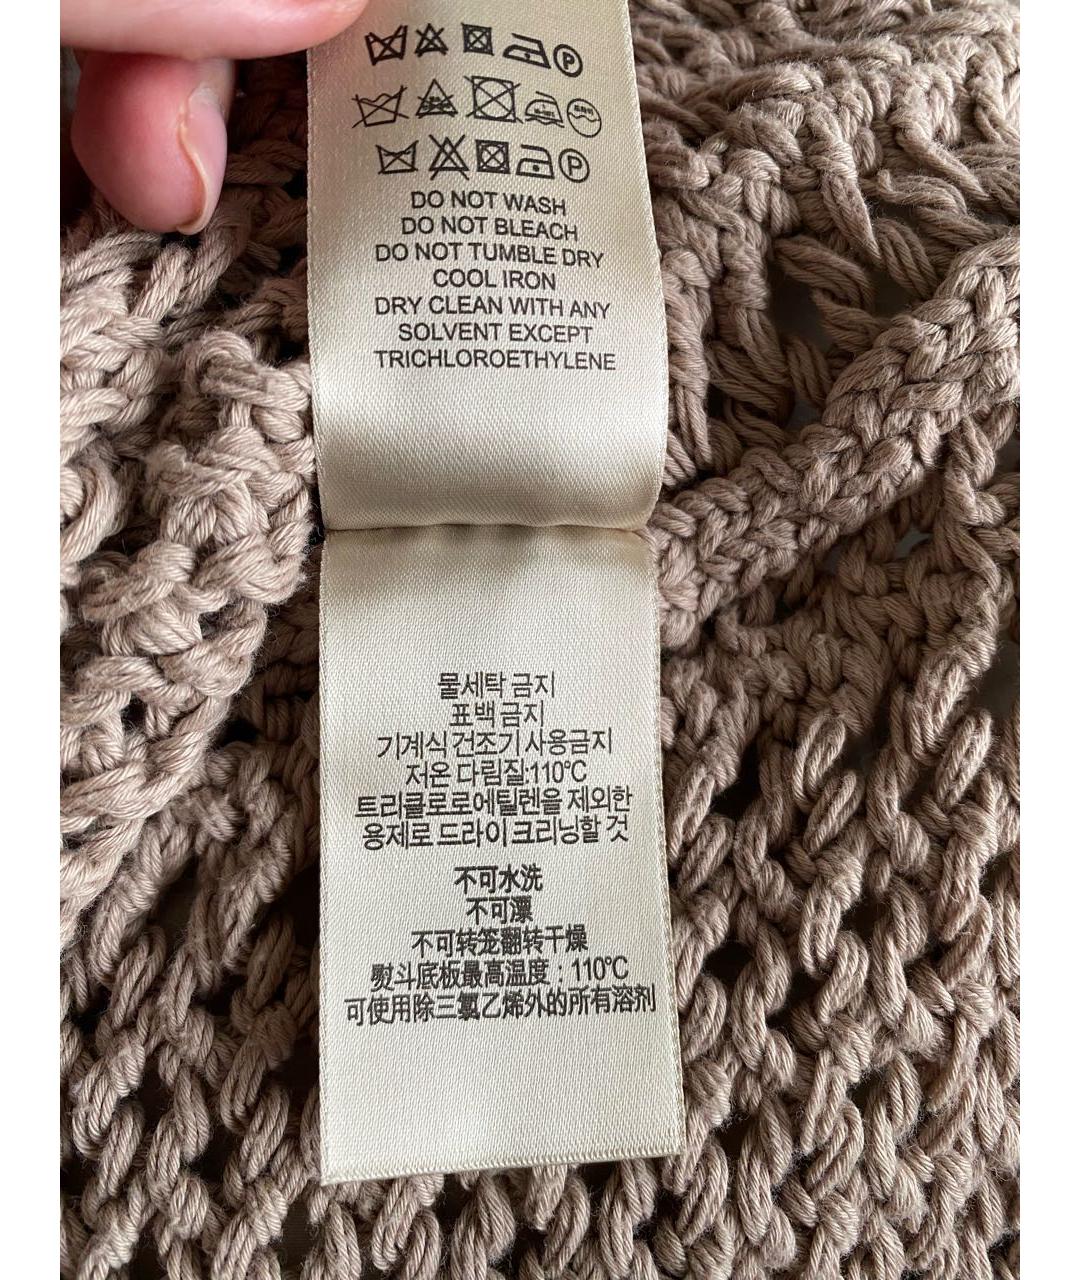 DO NOT WASH
DO NOT BLEACH
DO NOT TUMBLE DRY
COOL IRON
DRY CLEAN WITH ANY
SOLVENT EXCEPT
TRICHLOROETHYLENE
물세탁 금지
표백 금지
기계식 건조기 사용금지
저온 다림질:110℃
트리클로로에틸렌을 제외한
용제로 드라이 크리닝할 것
不可水洗
不可漂
不可转笼翻转干燥
熨斗底板最高温度：110℃
可使用除三氯乙烯外的所有溶剂